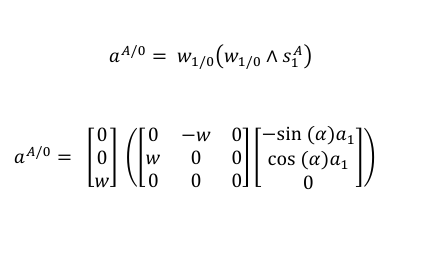 a^{A/0} = w_{1/0}(w_{1/0} ∧ s_1^A)
a^{A/0} = [0; 0; w] ([0 −w 0; w 0 0; 0 0 0] [−sin (α)a_1; cos (α)a_1; 0])